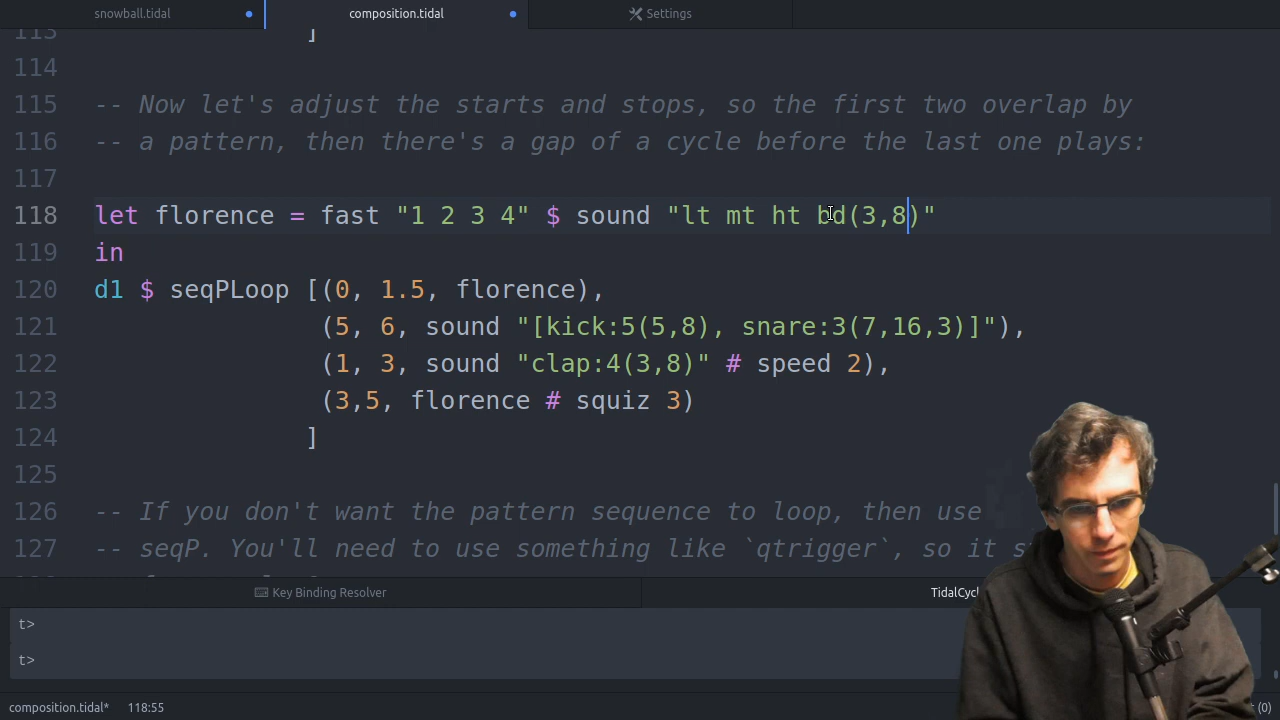 snowball.tidal
composition.tidal
Settings
113 ]
114
115 -- Now let's adjust the starts and stops, so the first two overlap by
116 -- a pattern, then there's a gap of a cycle before the last one plays:
117
118 let florence = fast "1 2 3 4" $ sound "lt mt ht bd(3,8)"
119 in
120 d1 $ seqPLoop [(0, 1.5, florence),
121 (5, 6, sound "[kick:5(5,8), snare:3(7,16,3)]"),
122 (1, 3, sound "clap:4(3,8)" # speed 2),
123 (3,5, florence # squiz 3)
124 ]
125
126 -- If you don't want the pattern sequence to loop, then use
127 -- seqP. You'll need to use something like `qtrigger`, so it s
Key Binding Resolver
TidalCycl
t>
t>
composition.tidal* 118:55
(0)